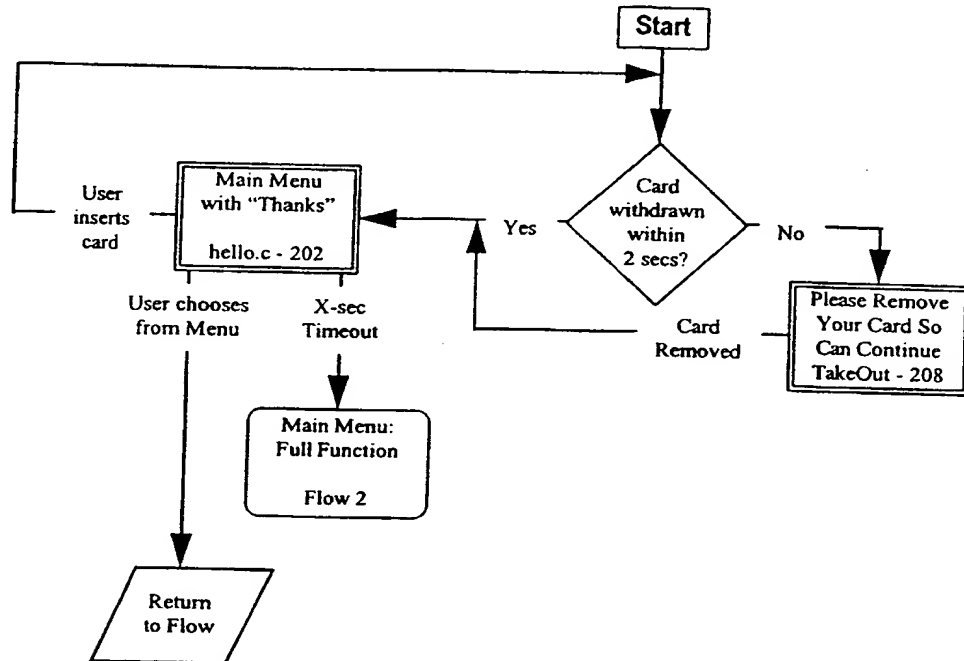 Start
Card
withdrawn
within
2 secs?
Yes
No
Main Menu
with “Thanks”
hello.c - 202
User
inserts
card
User chooses
from Menu
X-sec
Timeout
Card
Removed
Please Remove
Your Card So
Can Continue
TakeOut - 208
Main Menu:
Full Function
Flow 2
Return
to Flow